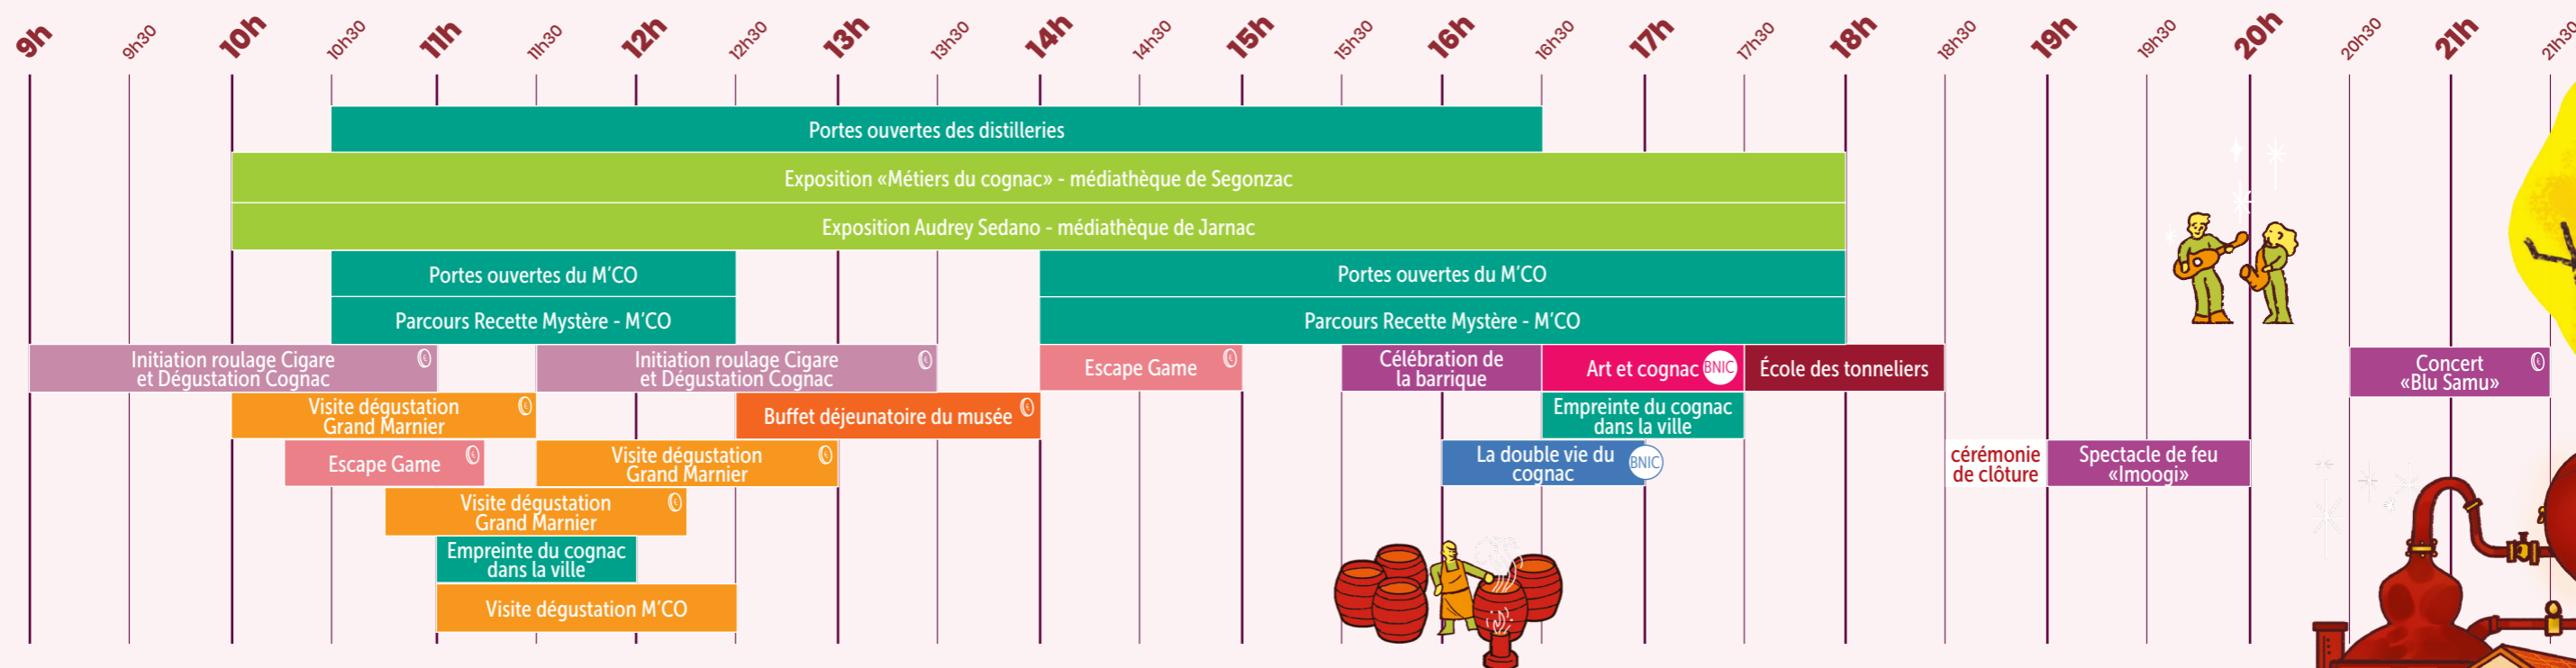 9h 9h30 10h 10h30 11h 11h30 12h 12h30 13h 13h30 14h 14h30 15h 15h30 16h 16h30 17h 17h30 18h 18h30 19h 19h30 20h 20h30 21h 21h30
Portes ouvertes des distilleries
Exposition «Métiers du cognac» - médiathèque de Segonzac
Exposition Audrey Sedano - médiathèque de Jarnac
Portes ouvertes du M'CO
Portes ouvertes du M'CO
Parcours Recette Mystère - M'CO
Parcours Recette Mystère - M'CO
Initiation roulage Cigare
et Dégustation Cognac
€
Initiation roulage Cigare
et Dégustation Cognac
€
Escape Game
€
Célébration de
la barrique
Art et cognac
BNIC
École des tonneliers
Concert
«Blu Samu»
€
Visite dégustation
Grand Marnier
€
Buffet déjeunatoire du musée
€
Empreinte du cognac
dans la ville
Escape Game
€
Visite dégustation
Grand Marnier
€
La double vie du
cognac
BNIC
cérémonie
de clôture
Spectacle de feu
«Imoogi»
Visite dégustation
Grand Marnier
€
Empreinte du cognac
dans la ville
Visite dégustation M'CO